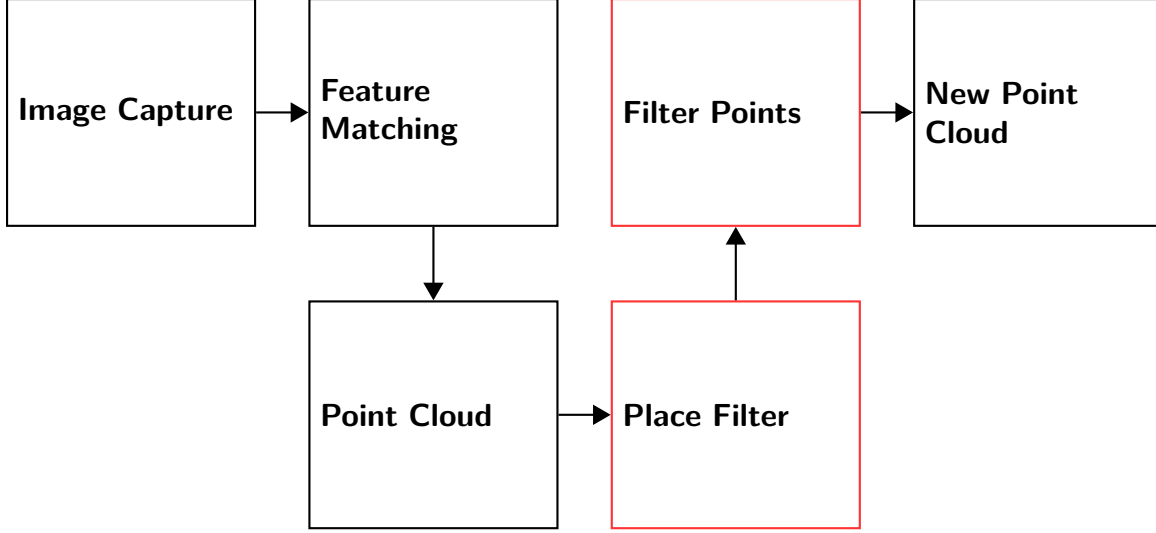 Image Capture
Feature
Matching
Filter Points
New Point
Cloud
Point Cloud
Place Filter